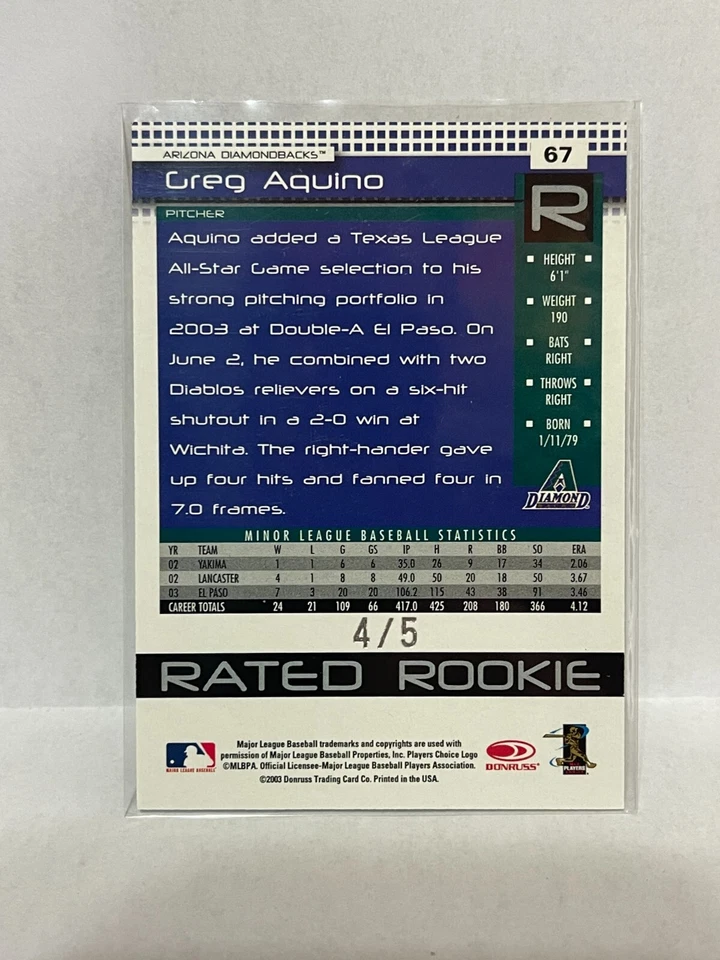 ARIZONA DIAMONDBACKS™
67
Greg Aquino
R
PITCHER
Aquino added a Texas League
All-Star Game selection to his
strong pitching portfolio in
2003 at Double-A El Paso. On
June 2, he combined with two
Diablos relievers on a six-hit
shutout in a 2-0 win at
Wichita. The right-hander gave
up four hits and fanned four in
7.0 frames.
HEIGHT
6'1"
WEIGHT
190
BATS
RIGHT
THROWS
RIGHT
BORN
1/11/79
DIAMOND
MINOR LEAGUE BASEBALL STATISTICS
YR TEAM W L G GS IP H R BB SO ERA
02 YAKIMA 1 1 6 6 35.0 26 9 17 34 2.06
02 LANCASTER 4 1 8 8 49.0 50 20 18 50 3.67
03 EL PASO 7 3 20 20 106.2 115 43 38 91 3.46
CAREER TOTALS 24 21 109 66 417.0 425 208 180 366 4.12
4/5
RATED ROOKIE
MAJOR LEAGUE BASEBALL
Major League Baseball trademarks and copyrights are used with
permission of Major League Baseball Properties, Inc. Players Choice Logo
©MLBPA. Official Licensee-Major League Baseball Players Association.
©2003 Donruss Trading Card Co. Printed in the USA.
DONRUSS
PLAYERS